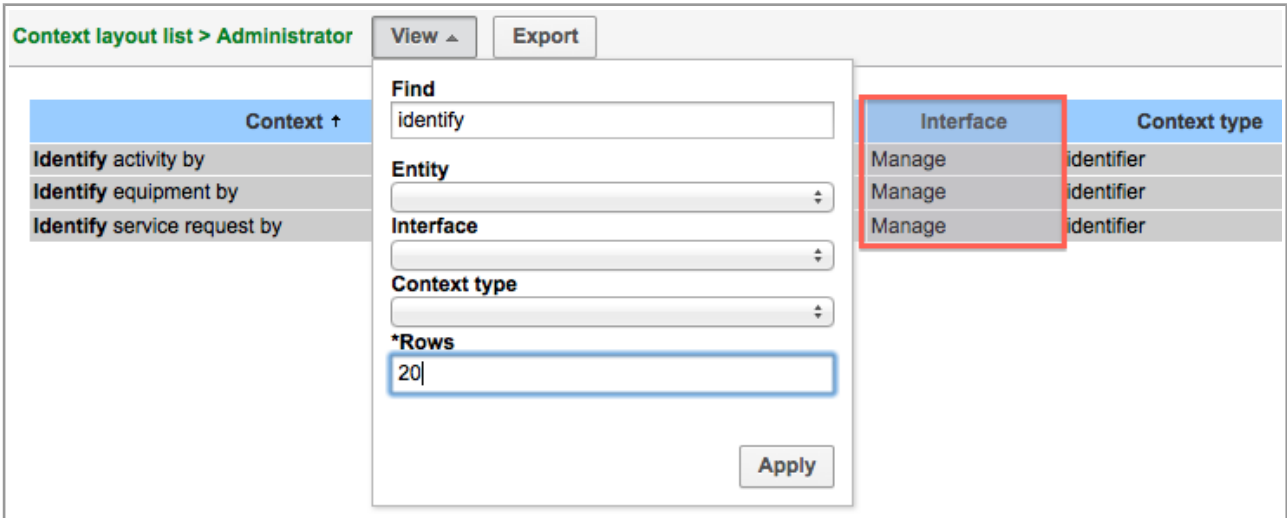 Context layout list > Administrator View Export
Find
identify
Entity
Interface
Context type
*Rows
20
Apply
Context Interface Context type
Identify activity by Manage identifier
Identify equipment by Manage identifier
Identify service request by Manage identifier